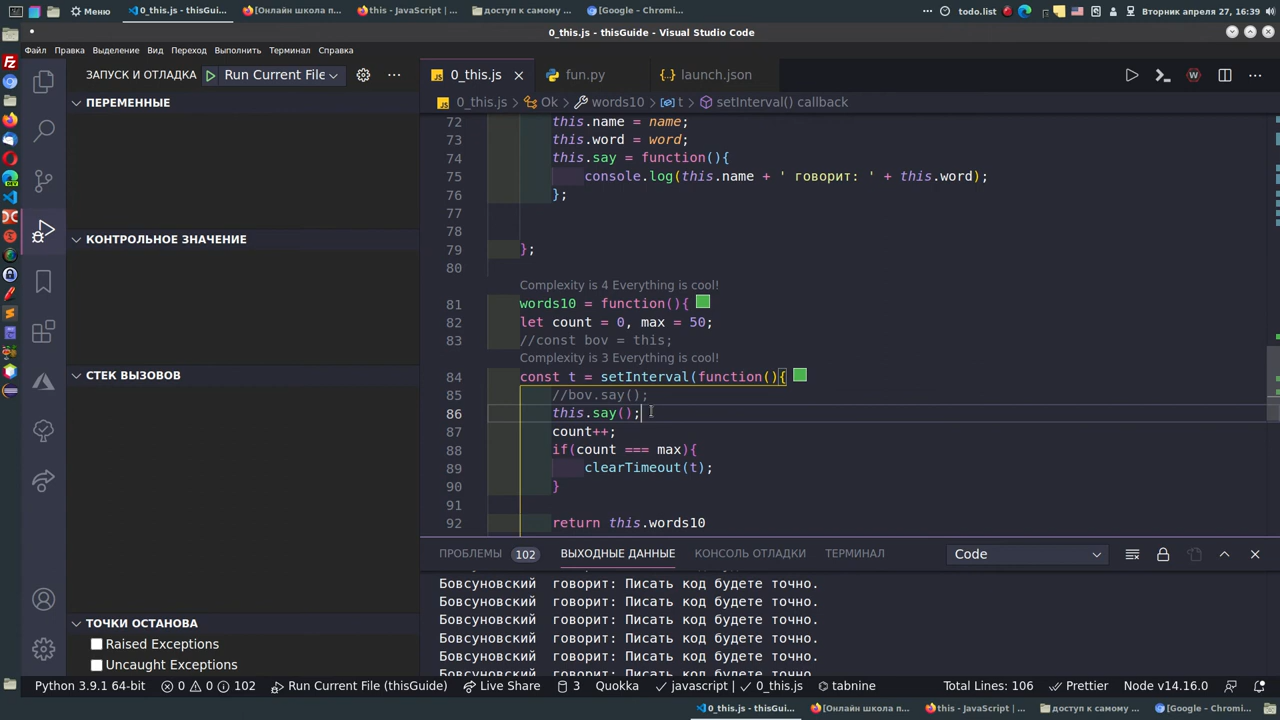 Меню
0_this.js - thisGui...
[Онлайн школа п...
this - JavaScript | ...
доступ к самому ...
[Google – Chromi...
todo.list
Вторник апреля 27, 16:39
0_this.js - thisGuide - Visual Studio Code
Файл Правка Выделение Вид Переход Выполнить Терминал Справка
ЗАПУСК И ОТЛАДКА Run Current File
0_this.js fun.py launch.json
0_this.js > Ok > words10 > t > setInterval() callback
ПЕРЕМЕННЫЕ
КОНТРОЛЬНОЕ ЗНАЧЕНИЕ
СТЕК ВЫЗОВОВ
ТОЧКИ ОСТАНОВА
Raised Exceptions
Uncaught Exceptions
72 this.name = name;
73 this.word = word;
74 this.say = function(){
75 console.log(this.name + ' говорит: ' + this.word);
76 };
77
78
79 };
80
Complexity is 4 Everything is cool!
81 words10 = function(){
82 let count = 0, max = 50;
83 //const bov = this;
Complexity is 3 Everything is cool!
84 const t = setInterval(function(){
85 //bov.say();
86 this.say();
87 count++;
88 if(count === max){
89 clearTimeout(t);
90 }
91
92 return this.words10
ПРОБЛЕМЫ 102 ВЫХОДНЫЕ ДАННЫЕ КОНСОЛЬ ОТЛАДКИ ТЕРМИНАЛ Code
Бовсуновский говорит: Писать код будете точно.
Бовсуновский говорит: Писать код будете точно.
Бовсуновский говорит: Писать код будете точно.
Бовсуновский говорит: Писать код будете точно.
Бовсуновский говорит: Писать код будете точно.
Бовсуновский говорит: Писать код будете точно.
Python 3.9.1 64-bit 0 0 102 Run Current File (thisGuide) Live Share 3 Quokka javascript | 0_this.js tabnine Total Lines: 106 Prettier Node v14.16.0
0_this.js - thisGui...
[Онлайн школа п...
this - JavaScript | ...
доступ к самому ...
[Google – Chromi...